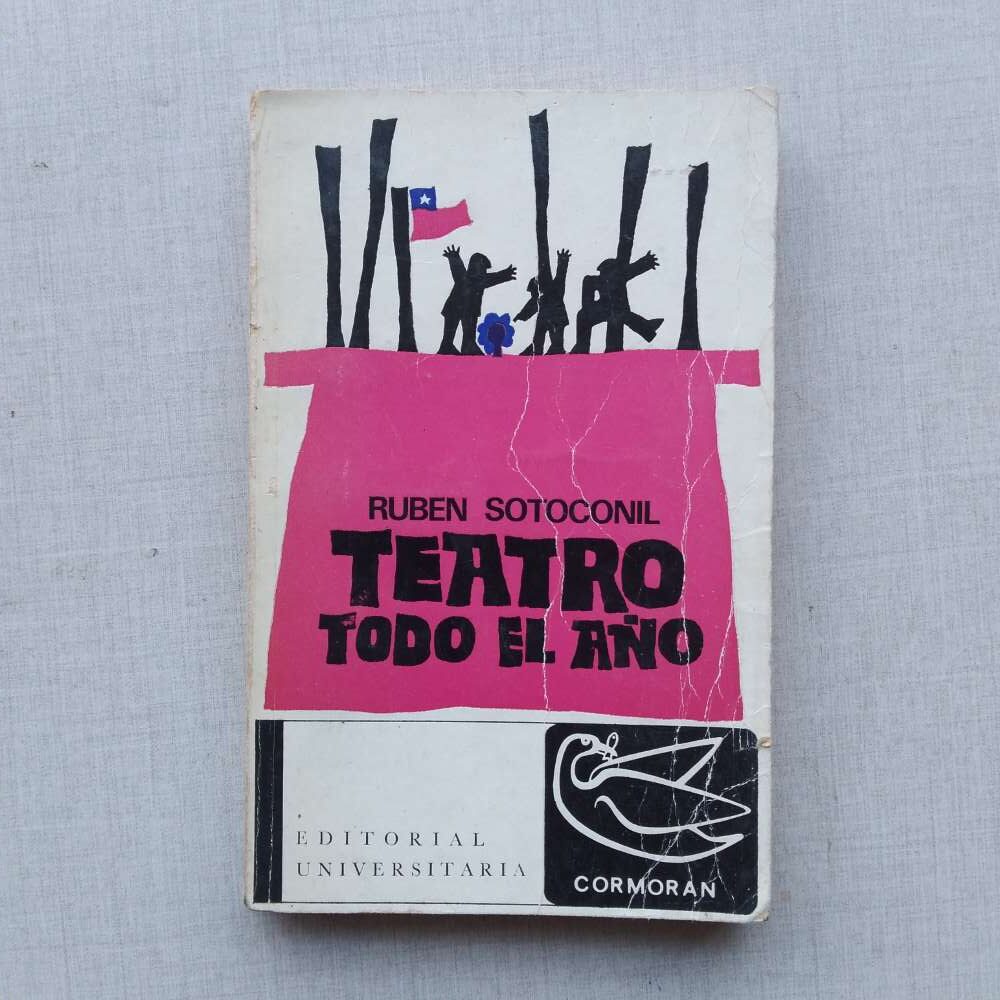 RUBEN SOTOCONIL
TEATRO
TODO EL AÑO
EDITORIAL
UNIVERSITARIA
CORMORAN